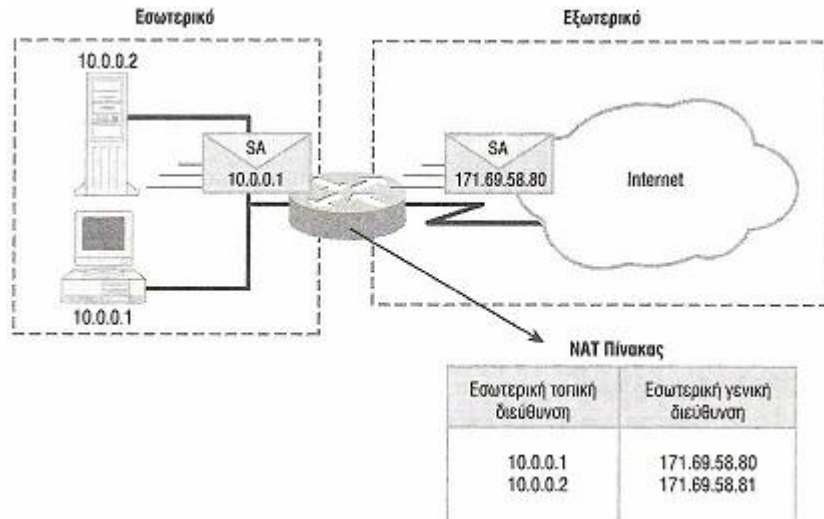 Εσωτερικό
Εξωτερικό
10.0.0.2
SA
10.0.0.1
SA
171.69.58.80
Internet
10.0.0.1
NAT Πίνακας
Εσωτερική τοπική
διεύθυνση
Εσωτερική γενική
διεύθυνση
10.0.0.1
171.69.58.80
10.0.0.2
171.69.58.81